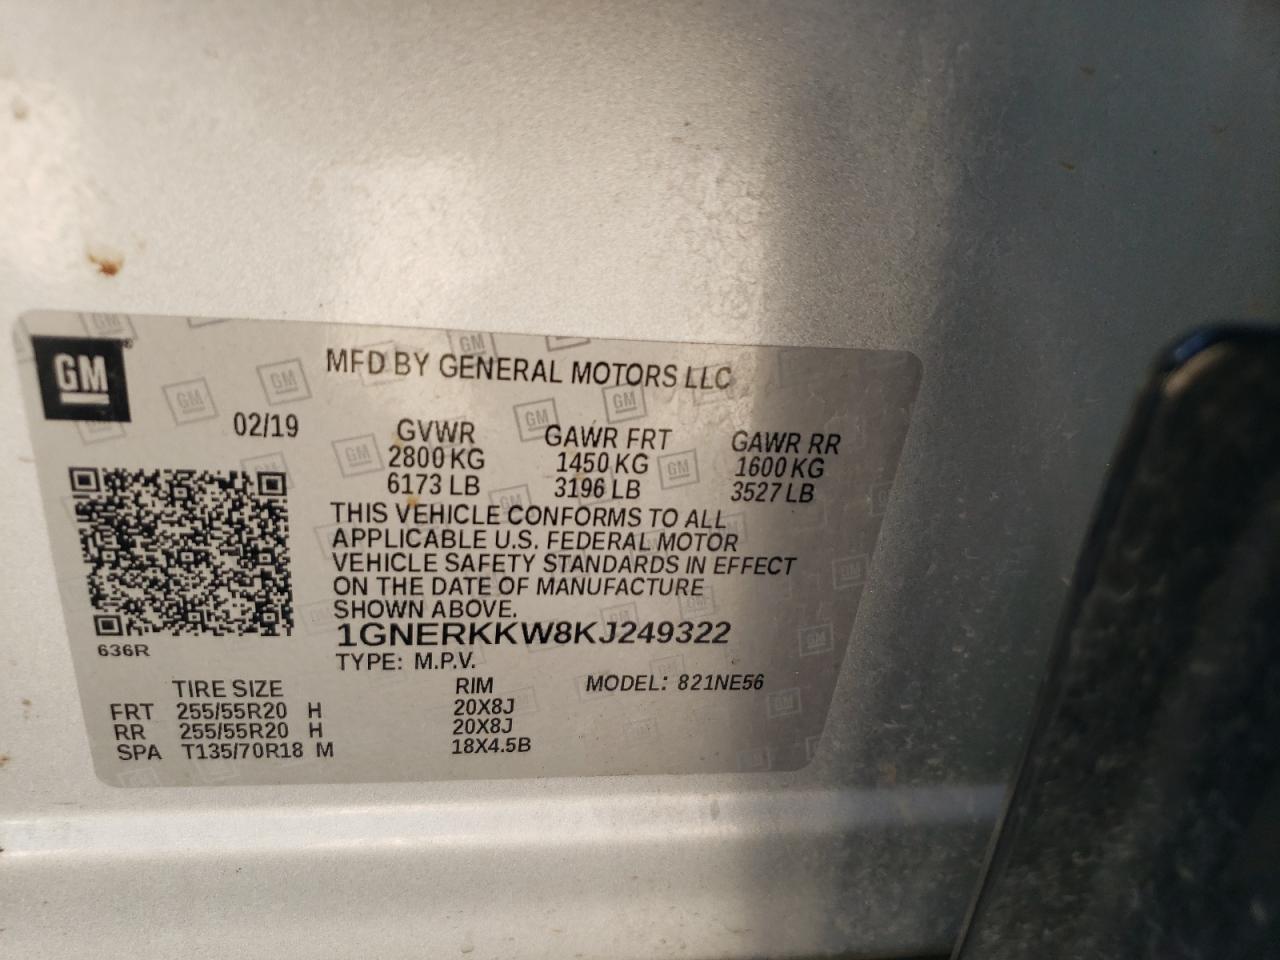 GM
MFD BY GENERAL MOTORS LLC
02/19 GVWR GAWR FRT GAWR RR
2800 KG 1450 KG 1600 KG
6173 LB 3196 LB 3527 LB
THIS VEHICLE CONFORMS TO ALL
APPLICABLE U.S. FEDERAL MOTOR
VEHICLE SAFETY STANDARDS IN EFFECT
ON THE DATE OF MANUFACTURE
SHOWN ABOVE.
1GNERKKW8KJ249322
636R
TYPE: M.P.V.
TIRE SIZE RIM MODEL: 821NE56
FRT 255/55R20 H 20X8J
RR 255/55R20 H 20X8J
SPA T135/70R18 M 18X4.5B